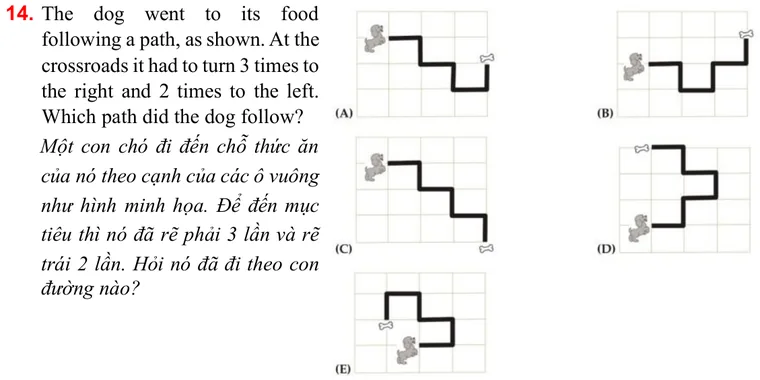 14. The dog went to its food
following a path, as shown. At the
crossroads it had to turn 3 times to
the right and 2 times to the left.
Which path did the dog follow?
Một con chó đi đến chỗ thức ăn
của nó theo cạnh của các ô vuông
như hình minh họa. Để đến mục
tiêu thì nó đã rẽ phải 3 lần và rẽ
trái 2 lần. Hỏi nó đã đi theo con
đường nào?
(A)
(B)
(C)
(D)
(E)